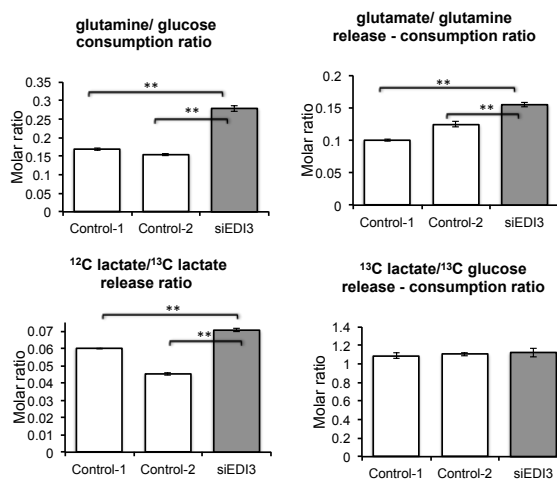 glutamine/ glucose
consumption ratio
Molar ratio
0.35
0.3
0.25
0.2
0.15
0.1
0.05
0
**
**
Control-1 Control-2 siEDI3
glutamate/ glutamine
release - consumption ratio
Molar ratio
0.2
0.15
0.1
0.05
0
**
**
Control-1 Control-2 siEDI3
¹²C lactate/¹³C lactate
release ratio
Molar ratio
0.07
0.06
0.05
0.04
0.03
0.02
0.01
0
**
**
Control-1 Control-2 siEDI3
¹³C lactate/¹³C glucose
release - consumption ratio
Molar ratio
1.4
1.2
1
0.8
0.6
0.4
0.2
0
Control-1 Control-2 siEDI3